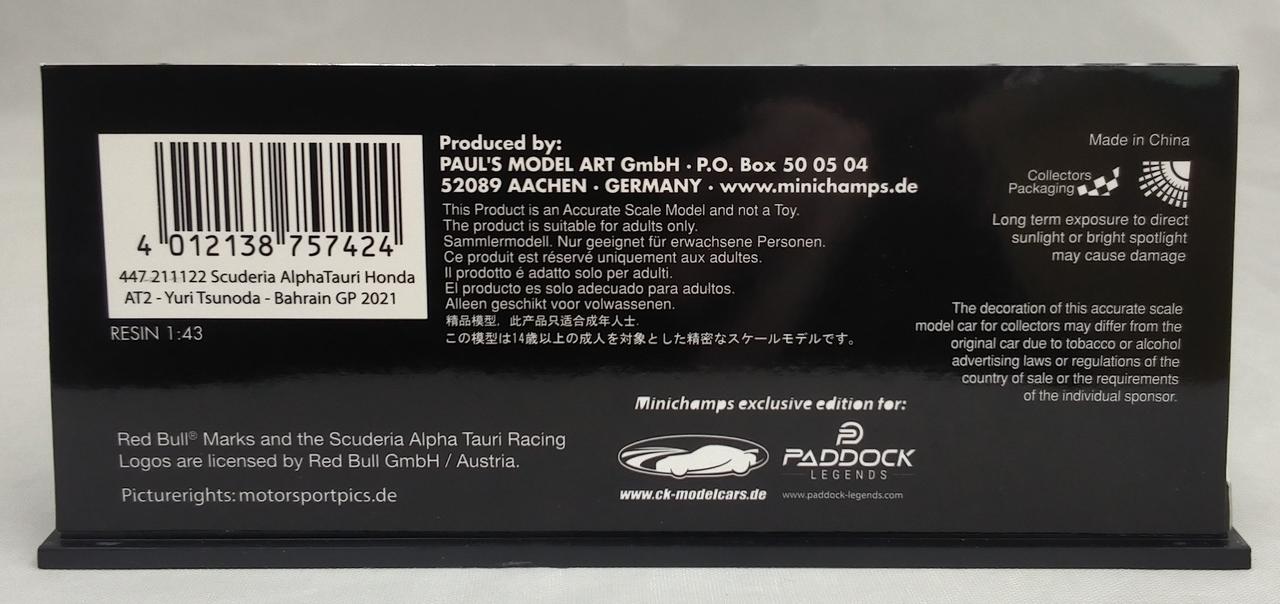 4 012138 757424
447 211122 Scuderia AlphaTauri Honda
AT2 - Yuri Tsunoda - Bahrain GP 2021
RESIN 1:43
Produced by:
PAUL'S MODEL ART GmbH · P.O. Box 50 05 04
52089 AACHEN · GERMANY · www.minichamps.de
This Product is an Accurate Scale Model and not a Toy.
The product is suitable for adults only.
Sammlermodell. Nur geeignet für erwachsene Personen.
Ce produit est réservé uniquement aux adultes.
Il prodotto é adatto solo per adulti.
El producto es solo adecuado para adultos.
Alleen geschikt voor volwassenen.
精品模型，此产品只适合成年人士.
この模型は14歳以上の成人を対象とした精密なスケールモデルです。
Made in China
Collectors
Packaging
Long term exposure to direct
sunlight or bright spotlight
may cause damage
The decoration of this accurate scale
model car for collectors may differ from the
original car due to tobacco or alcohol
advertising laws or regulations of the
country of sale or the requirements
of the individual sponsor.
Minichamps exclusive edition for:
www.ck-modelcars.de
PADDOCK
LEGENDS
www.paddock-legends.com
Red Bull® Marks and the Scuderia Alpha Tauri Racing
Logos are licensed by Red Bull GmbH / Austria.
Picturerights: motorsportpics.de